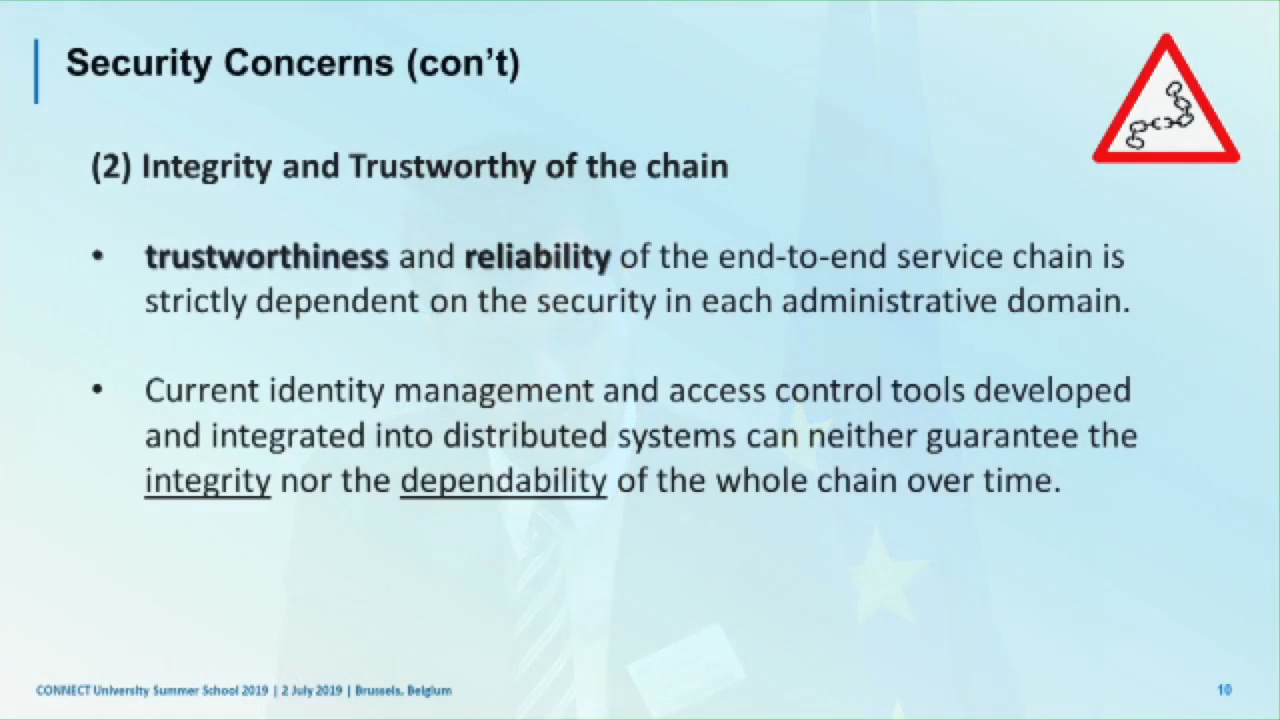 Security Concerns (con’t)
(2) Integrity and Trustworthy of the chain
• trustworthiness and reliability of the end-to-end service chain is
strictly dependent on the security in each administrative domain.
• Current identity management and access control tools developed
and integrated into distributed systems can neither guarantee the
integrity nor the dependability of the whole chain over time.
CONNECT University Summer School 2019 | 2 July 2019 | Brussels, Belgium
10